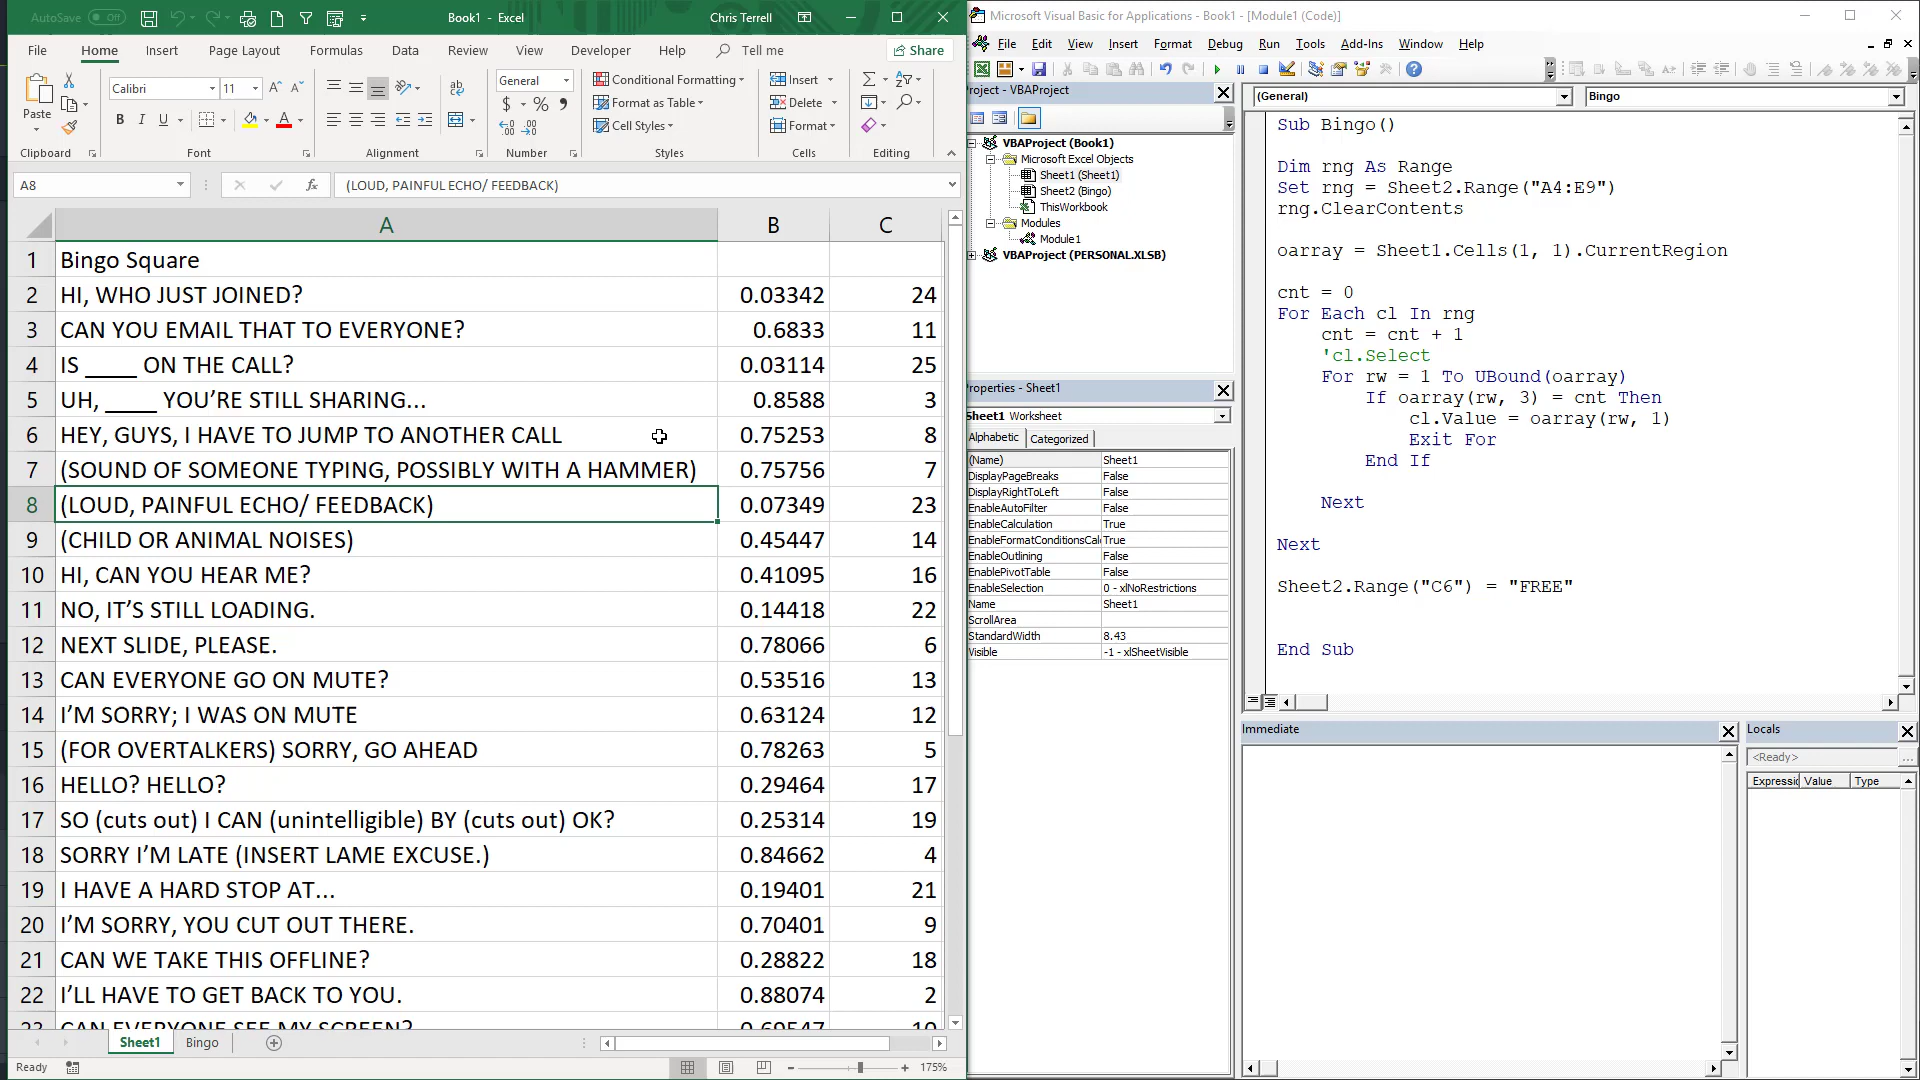 AutoSave Off
Book1 - Excel
Chris Terrell
File Home Insert Page Layout Formulas Data Review View Developer Help Tell me Share
Paste
Clipboard
Calibri 11
B I U
Font
Alignment
General
$ %
Number
Conditional Formatting
Format as Table
Cell Styles
Styles
Insert
Delete
Format
Cells
Editing
A8 fx (LOUD, PAINFUL ECHO/ FEEDBACK)
A B C
1 Bingo Square
2 HI, WHO JUST JOINED? 0.03342 24
3 CAN YOU EMAIL THAT TO EVERYONE? 0.6833 11
4 IS ____ ON THE CALL? 0.03114 25
5 UH, ____ YOU’RE STILL SHARING... 0.8588 3
6 HEY, GUYS, I HAVE TO JUMP TO ANOTHER CALL 0.75253 8
7 (SOUND OF SOMEONE TYPING, POSSIBLY WITH A HAMMER) 0.75756 7
8 (LOUD, PAINFUL ECHO/ FEEDBACK) 0.07349 23
9 (CHILD OR ANIMAL NOISES) 0.45447 14
10 HI, CAN YOU HEAR ME? 0.41095 16
11 NO, IT’S STILL LOADING. 0.14418 22
12 NEXT SLIDE, PLEASE. 0.78066 6
13 CAN EVERYONE GO ON MUTE? 0.53516 13
14 I’M SORRY; I WAS ON MUTE 0.63124 12
15 (FOR OVERTALKERS) SORRY, GO AHEAD 0.78263 5
16 HELLO? HELLO? 0.29464 17
17 SO (cuts out) I CAN (unintelligible) BY (cuts out) OK? 0.25314 19
18 SORRY I’M LATE (INSERT LAME EXCUSE.) 0.84662 4
19 I HAVE A HARD STOP AT... 0.19401 21
20 I’M SORRY, YOU CUT OUT THERE. 0.70401 9
21 CAN WE TAKE THIS OFFLINE? 0.28822 18
22 I’LL HAVE TO GET BACK TO YOU. 0.88074 2
23 CAN EVERYONE SEE MY SCREEN? 0.69547 10
Sheet1 Bingo
Ready
175%
Microsoft Visual Basic for Applications - Book1 - [Module1 (Code)]
File Edit View Insert Format Debug Run Tools Add-Ins Window Help
roject - VBAProject
VBAProject (Book1)
Microsoft Excel Objects
Sheet1 (Sheet1)
Sheet2 (Bingo)
ThisWorkbook
Modules
Module1
VBAProject (PERSONAL.XLSB)
roperties - Sheet1
Sheet1 Worksheet
Alphabetic Categorized
(Name) Sheet1
DisplayPageBreaks False
DisplayRightToLeft False
EnableAutoFilter False
EnableCalculation True
EnableFormatConditionsCal True
EnableOutlining False
EnablePivotTable False
EnableSelection 0 - xlNoRestrictions
Name Sheet1
ScrollArea
StandardWidth 8.43
Visible -1 - xlSheetVisible
(General) Bingo
Sub Bingo()
Dim rng As Range
Set rng = Sheet2.Range("A4:E9")
rng.ClearContents
oarray = Sheet1.Cells(1, 1).CurrentRegion
cnt = 0
For Each cl In rng
cnt = cnt + 1
'cl.Select
For rw = 1 To UBound(oarray)
If oarray(rw, 3) = cnt Then
cl.Value = oarray(rw, 1)
Exit For
End If
Next
Next
Sheet2.Range("C6") = "FREE"
End Sub
Immediate
Locals
<Ready>
Expressic Value Type